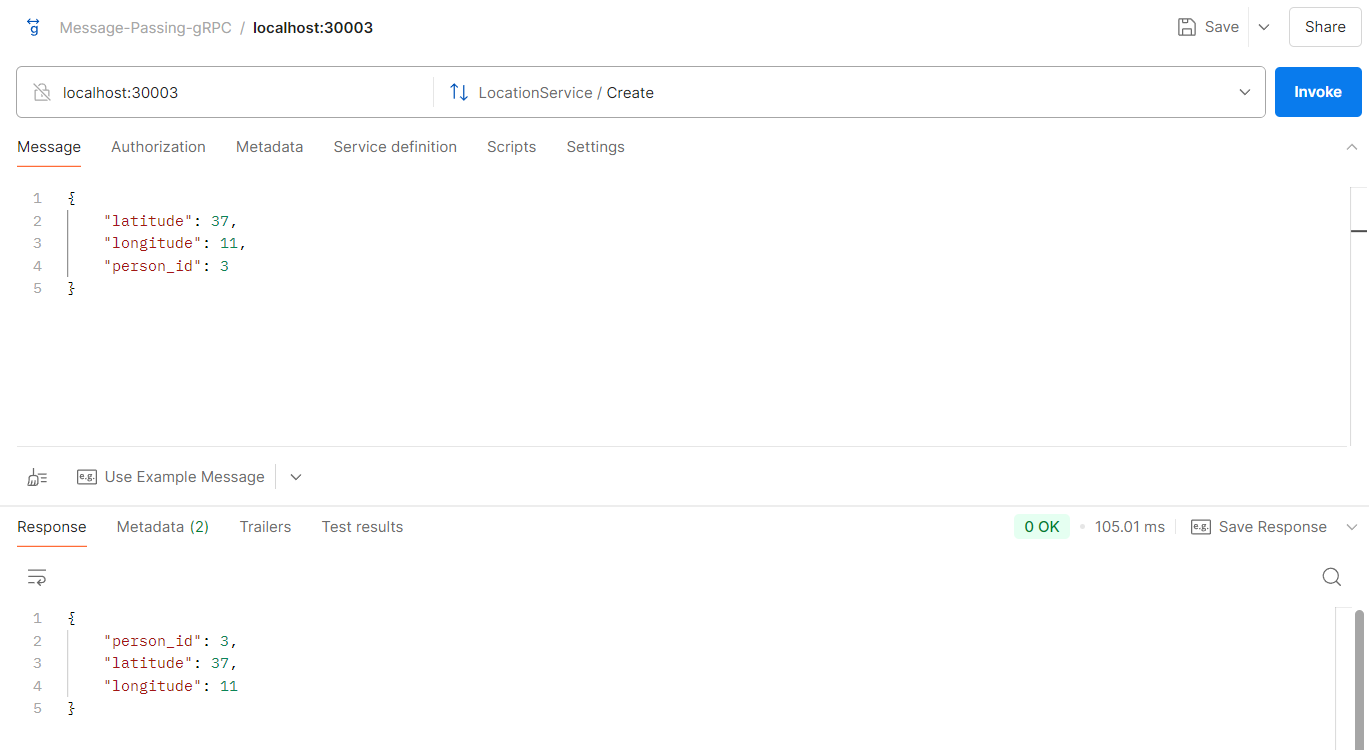 Message-Passing-gRPC / localhost:30003 Save Share
localhost:30003 LocationService / Create Invoke
Message Authorization Metadata Service definition Scripts Settings
1 {
2 "latitude": 37,
3 "longitude": 11,
4 "person_id": 3
5 }
e.g. Use Example Message
Response Metadata (2) Trailers Test results 0 OK • 105.01 ms e.g. Save Response
1 {
2 "person_id": 3,
3 "latitude": 37,
4 "longitude": 11
5 }